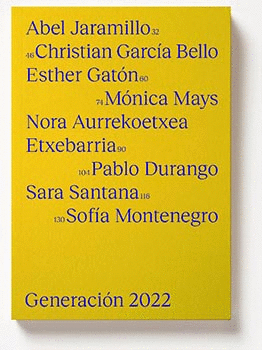 Abel Jaramillo 32
46 Christian García Bello
Esther Gatón 60
74 Mónica Mays
Nora Aurrekoetxea
Etxebarria 90
104 Pablo Durango
Sara Santana 118
130 Sofía Montenegro
Generación 2022